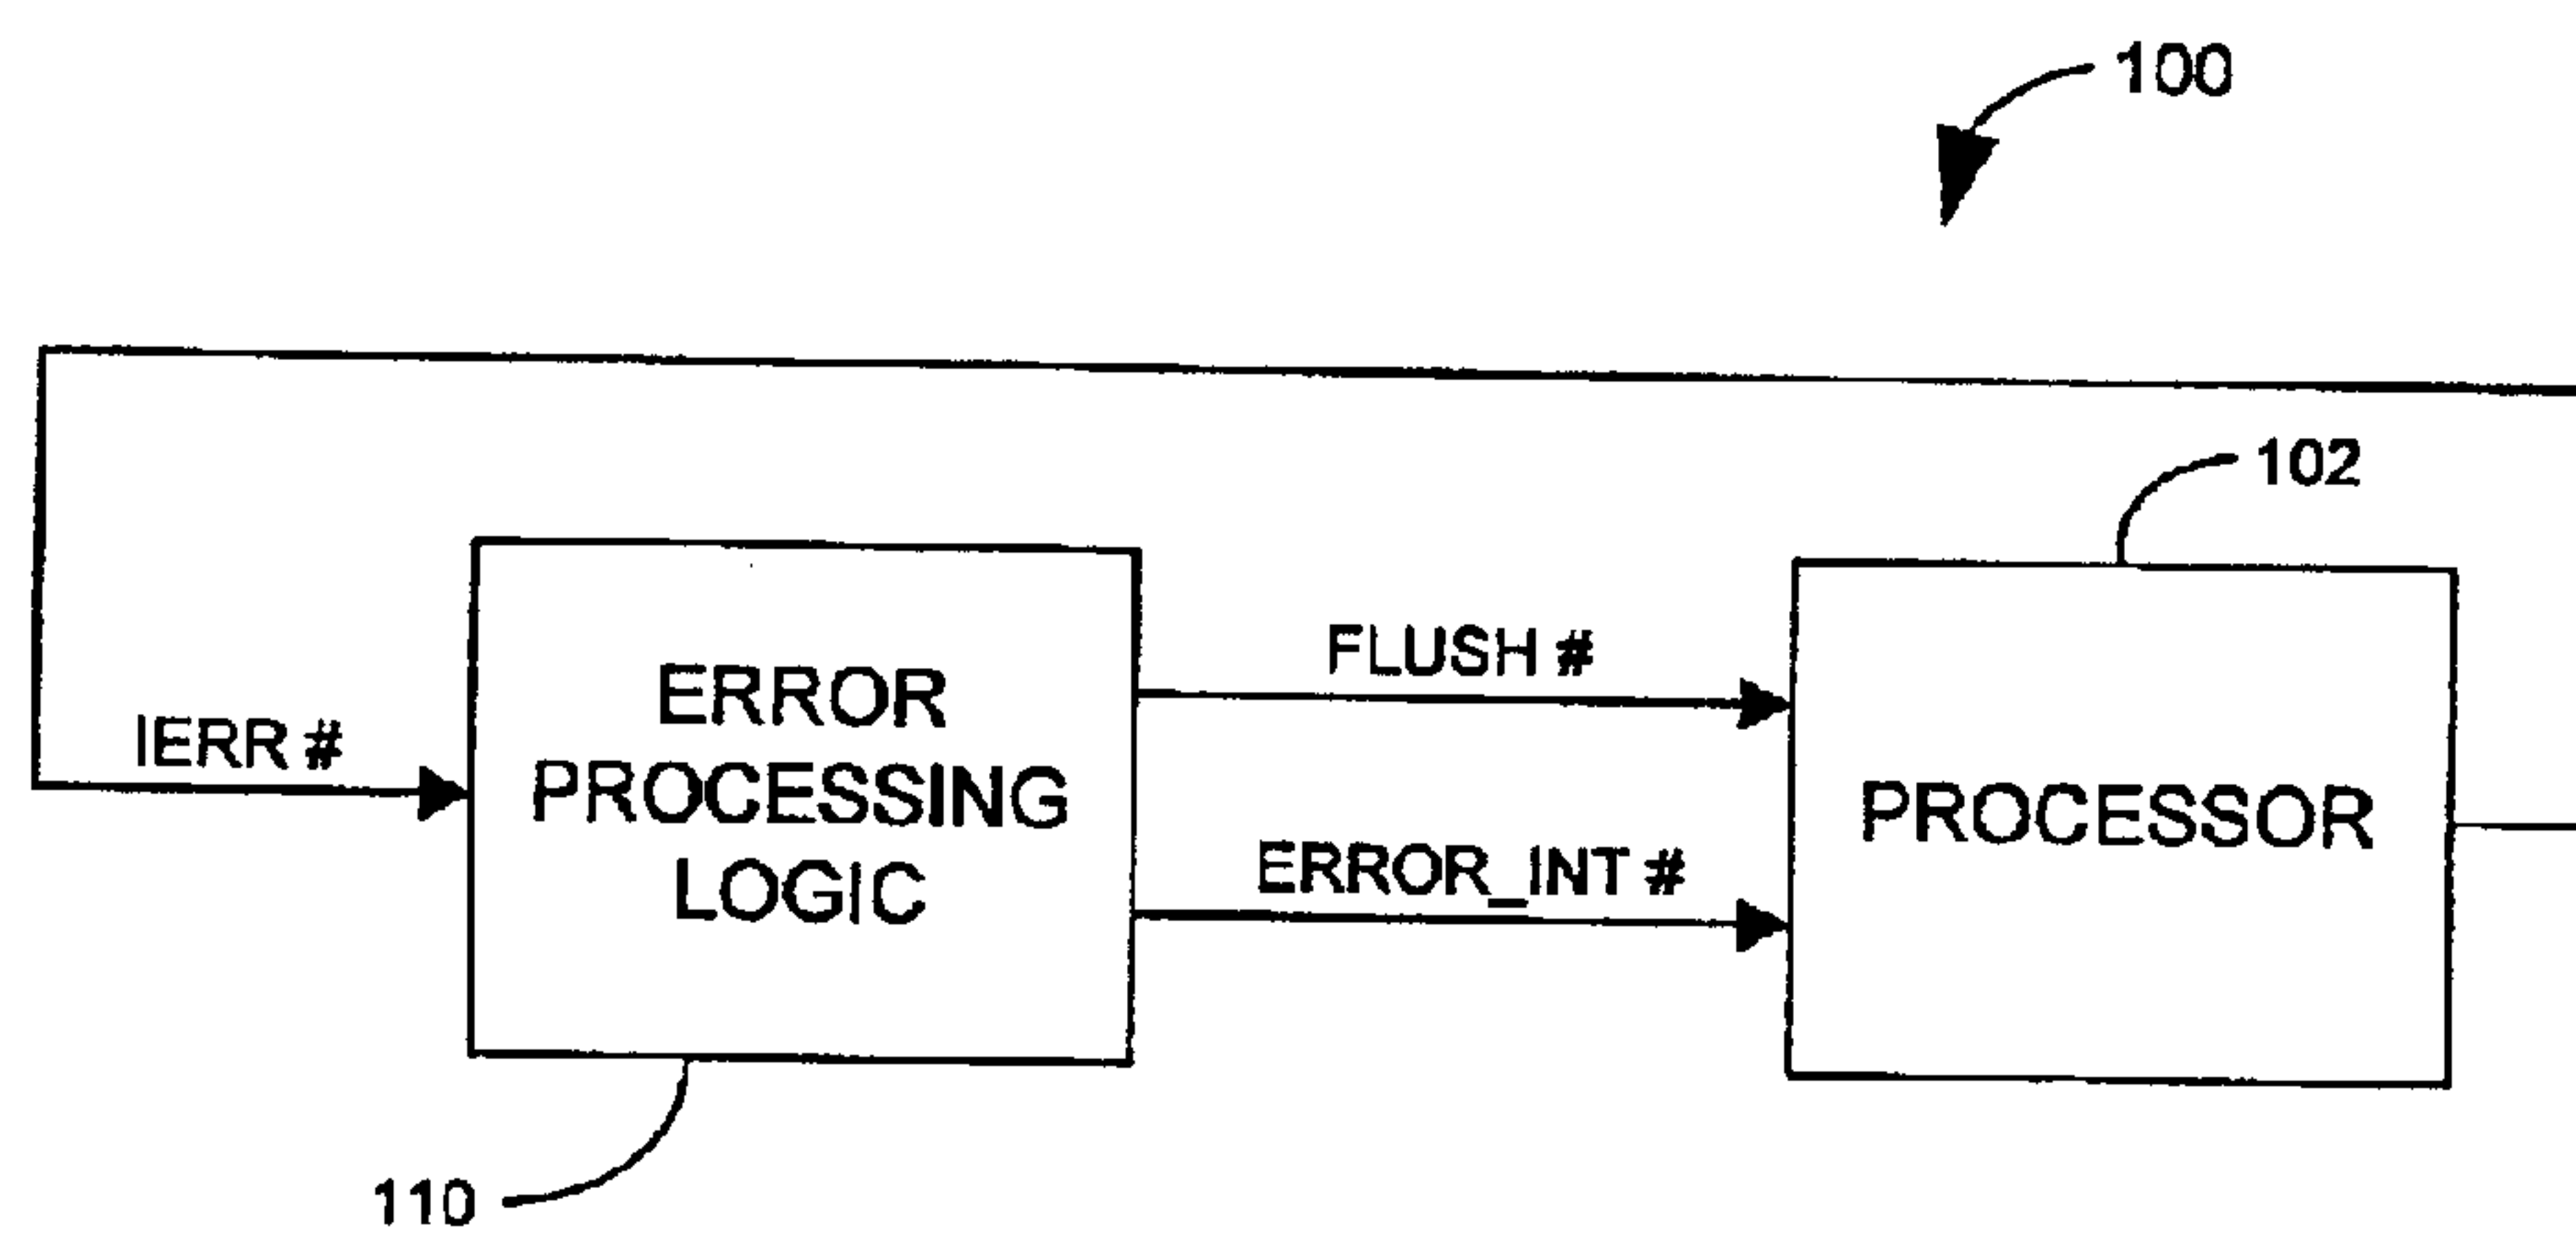 100
102
IERR #
ERROR
PROCESSING
LOGIC
FLUSH #
ERROR_INT #
PROCESSOR
110